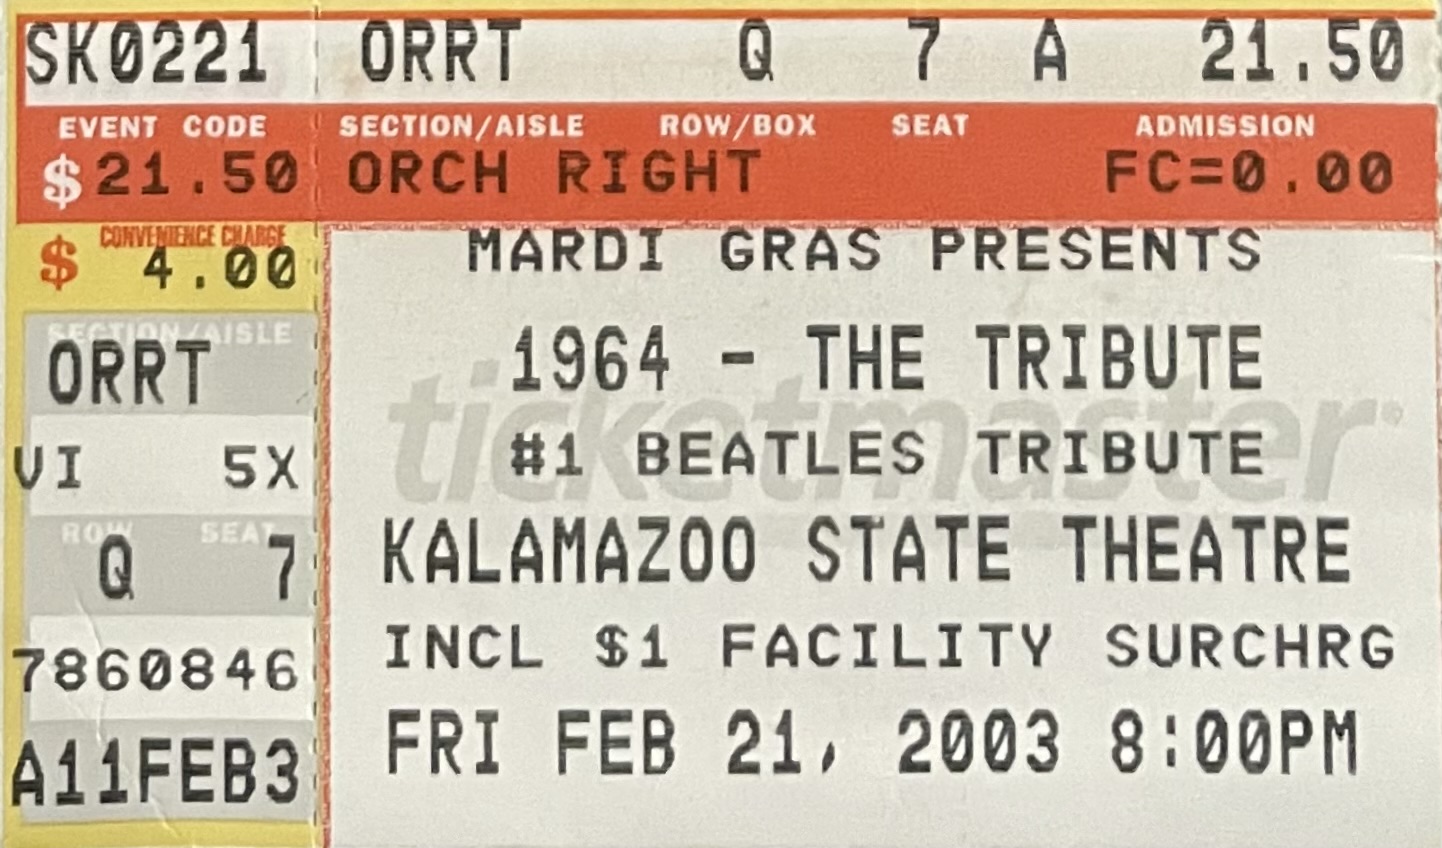 SK0221 ORRT Q 7 A 21.50
EVENT CODE SECTION/AISLE ROW/BOX SEAT ADMISSION
$ 21.50 ORCH RIGHT FC=0.00
CONVENIENCE CHARGE
$ 4.00
SECTION/AISLE
ORRT
VI 5X
ROW SEAT
Q 7
7860846
A11FEB3
MARDI GRAS PRESENTS
1964 - THE TRIBUTE
ticketmaster®
#1 BEATLES TRIBUTE
KALAMAZOO STATE THEATRE
INCL $1 FACILITY SURCHRG
FRI FEB 21, 2003 8:00PM